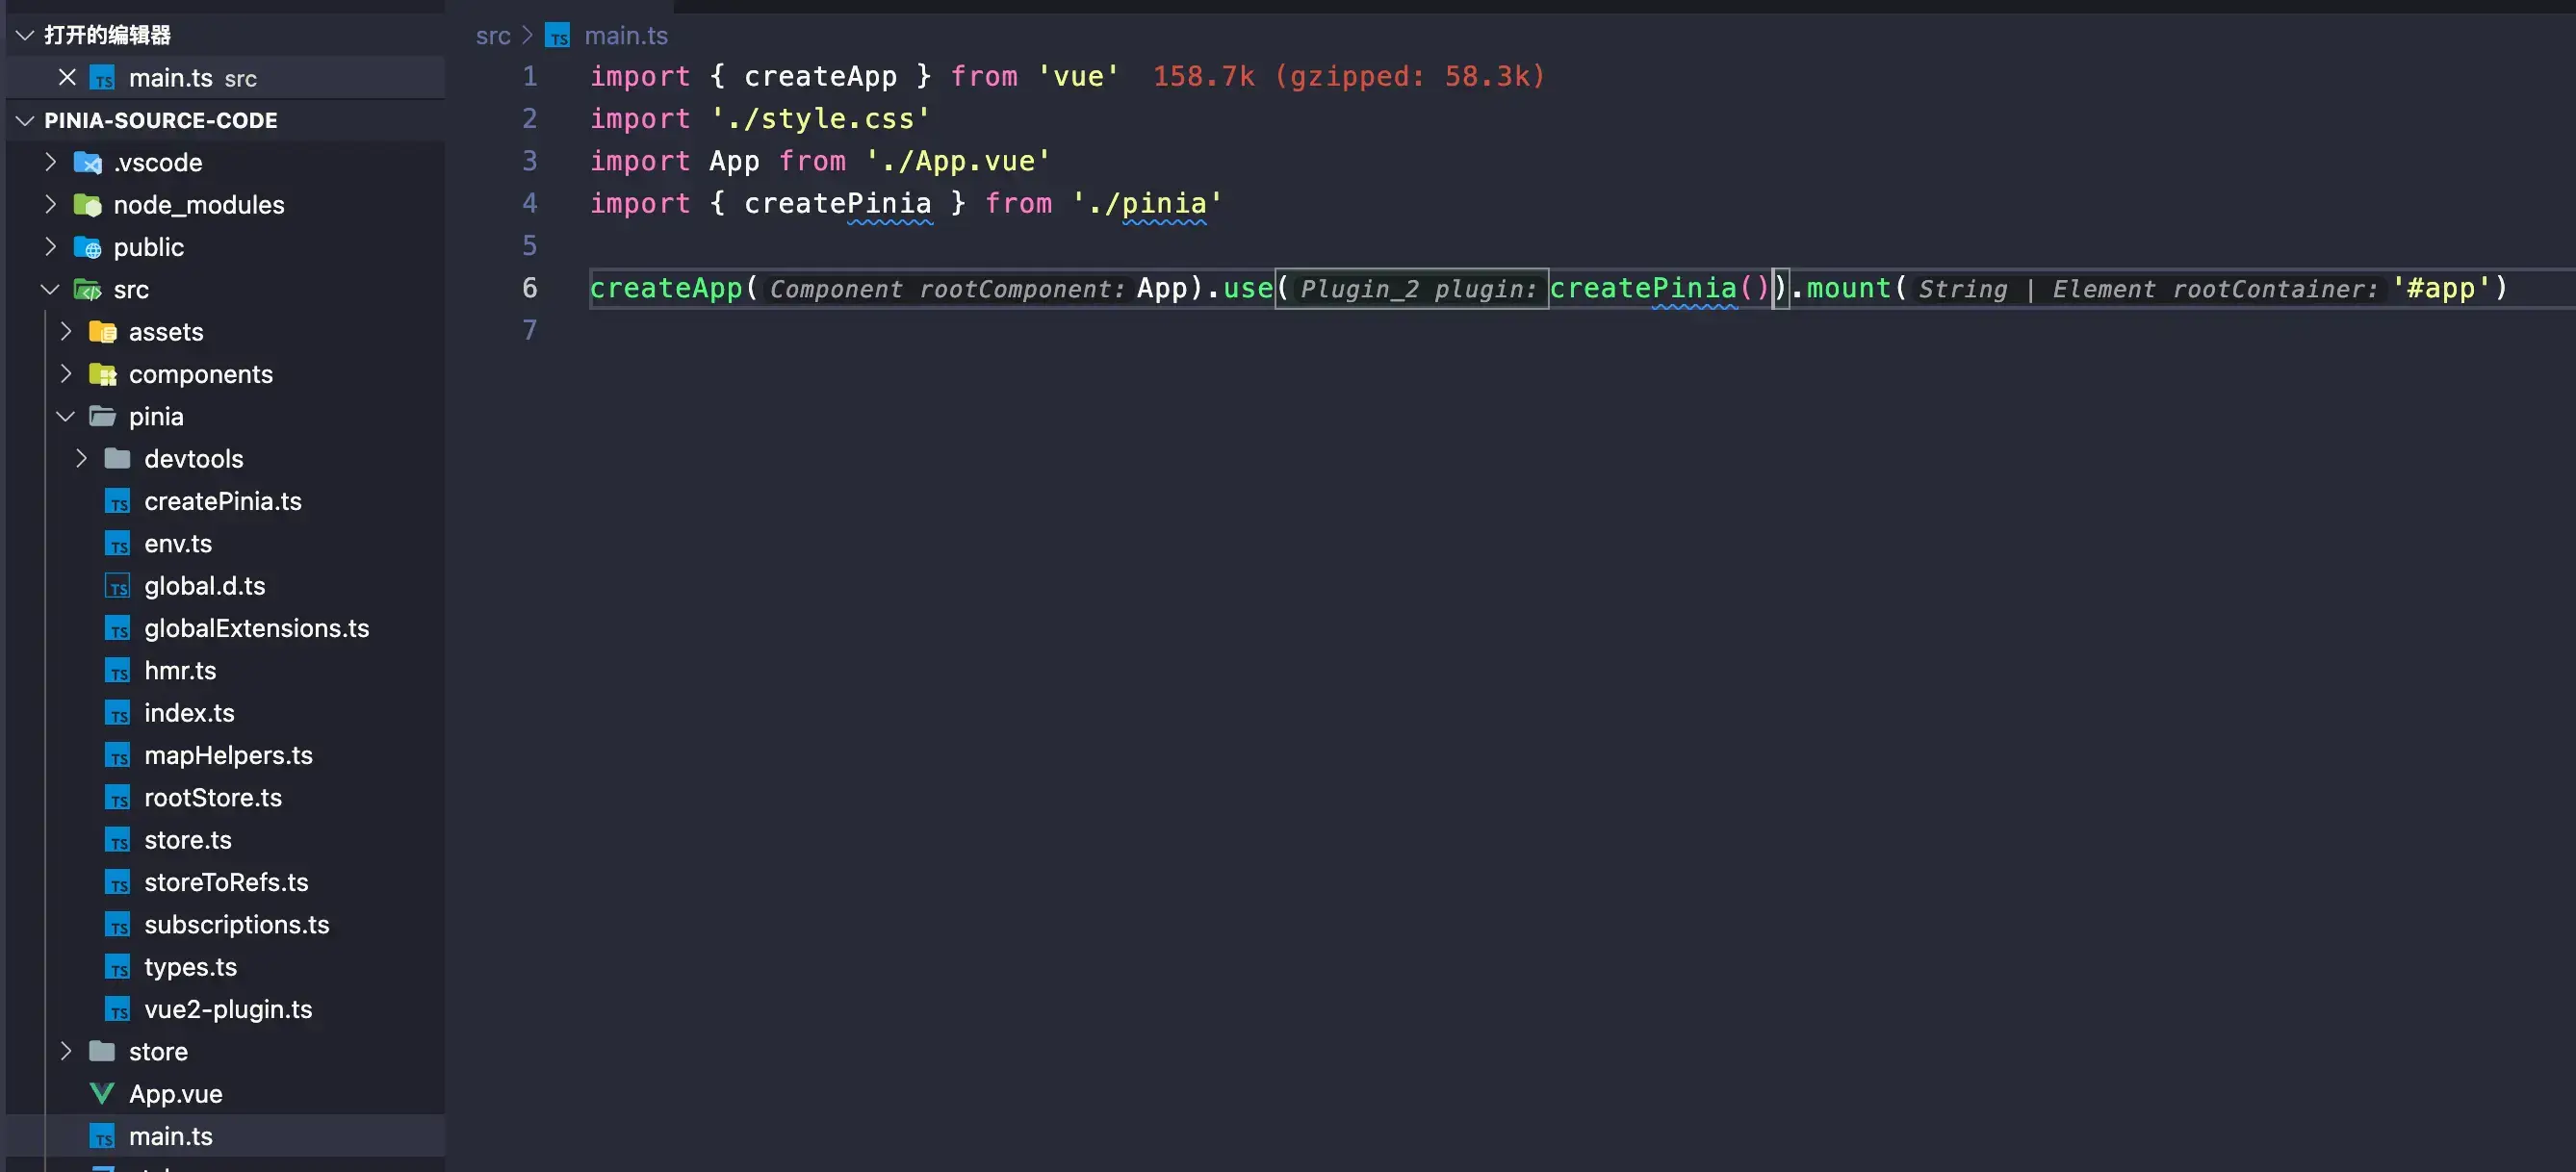 打开的编辑器
main.ts src
PINIA-SOURCE-CODE
.vscode
node_modules
public
src
assets
components
pinia
devtools
createPinia.ts
env.ts
global.d.ts
globalExtensions.ts
hmr.ts
index.ts
mapHelpers.ts
rootStore.ts
store.ts
storeToRefs.ts
subscriptions.ts
types.ts
vue2-plugin.ts
store
App.vue
main.ts
src > TS main.ts
1 import { createApp } from 'vue' 158.7k (gzipped: 58.3k)
2 import './style.css'
3 import App from './App.vue'
4 import { createPinia } from './pinia'
5
6 createApp(Component rootComponent: App).use(Plugin_2 plugin: createPinia()).mount(String | Element rootContainer: '#app')
7